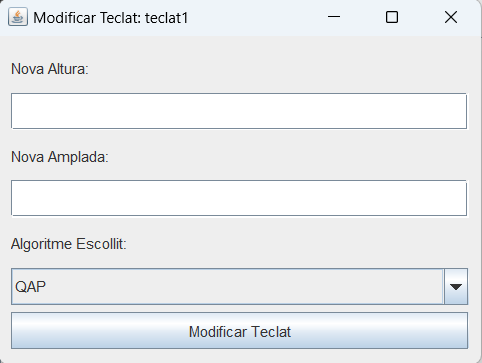 Modificar Teclat: teclat1
Nova Altura:
Nova Amplada:
Algoritme Escollit:
QAP
Modificar Teclat